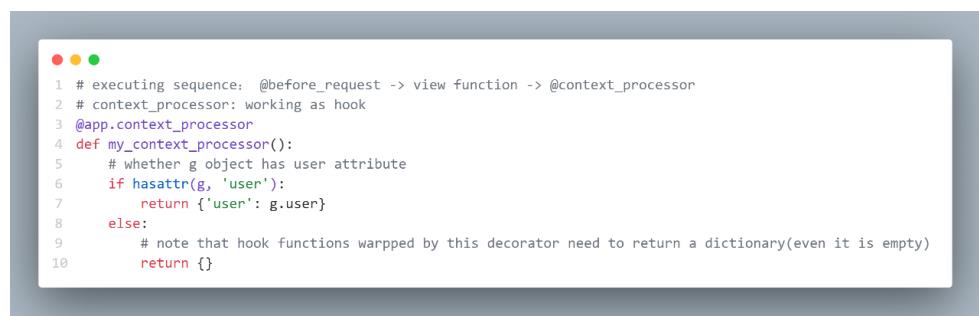 1 # executing sequence： @before_request -> view function -> @context_processor
2 # context_processor: working as hook
3 @app.context_processor
4 def my_context_processor():
5     # whether g object has user attribute
6     if hasattr(g, 'user'):
7         return {'user': g.user}
8     else:
9         # note that hook functions warpped by this decorator need to return a dictionary(even it is empty)
10         return {}